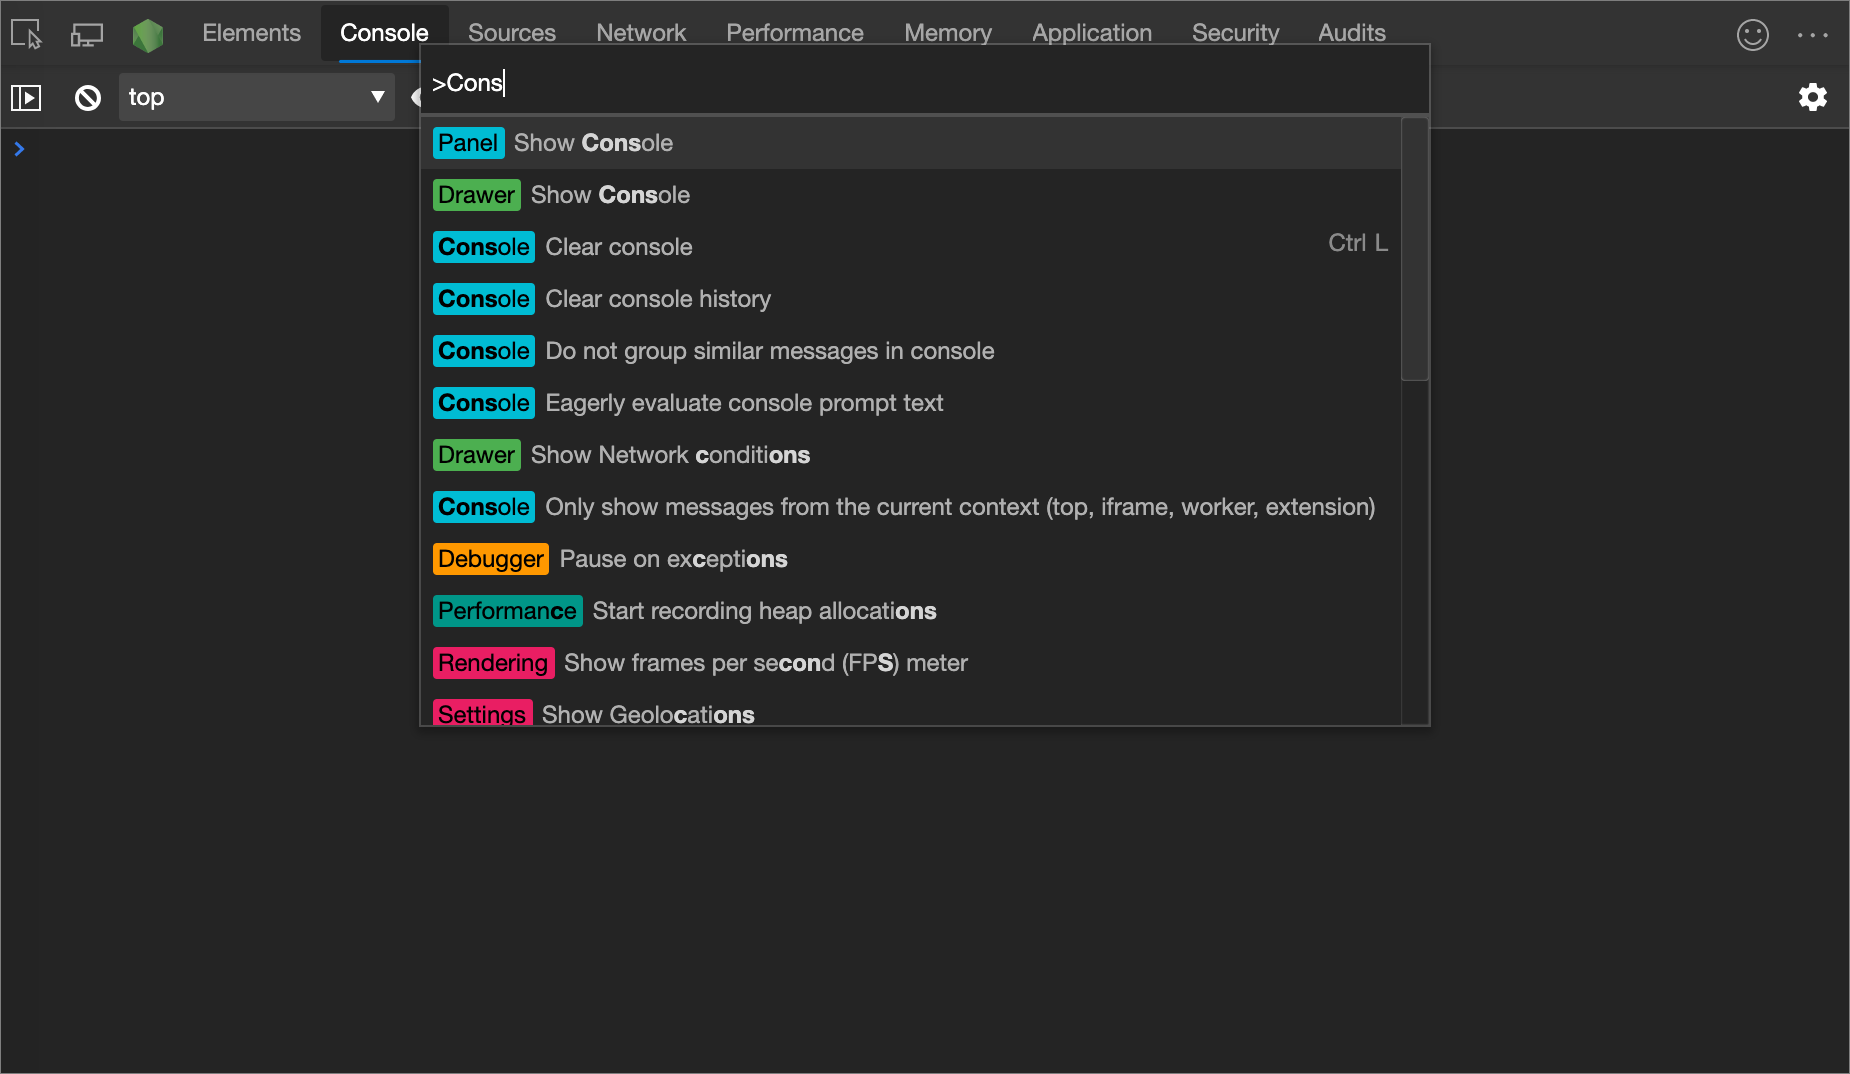 Elements Console Sources Network Performance Memory Application Security Audits
>Cons
top
Panel Show Console
Drawer Show Console
Console Clear console Ctrl L
Console Clear console history
Console Do not group similar messages in console
Console Eagerly evaluate console prompt text
Drawer Show Network conditions
Console Only show messages from the current context (top, iframe, worker, extension)
Debugger Pause on exceptions
Performance Start recording heap allocations
Rendering Show frames per second (FPS) meter
Settings Show Geolocations